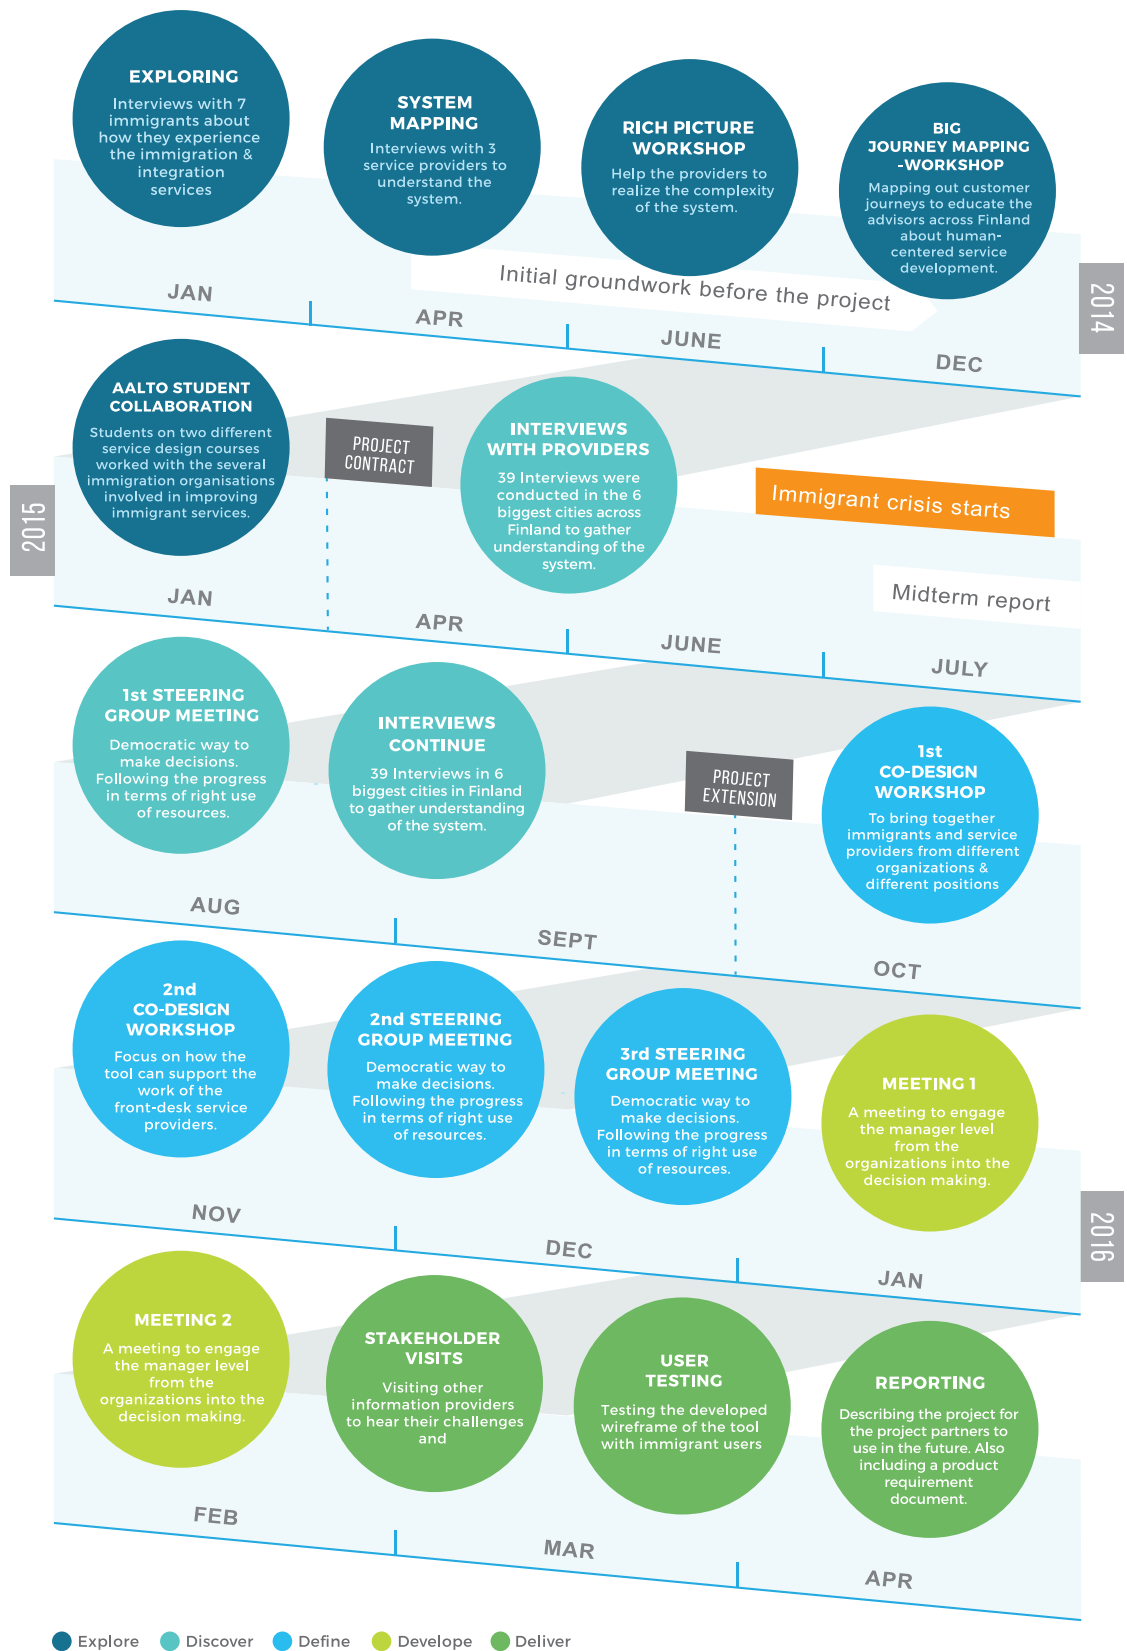 EXPLORING
Interviews with 7
immigrants about
how they experience
the immigration &
integration
services
SYSTEM
MAPPING
Interviews with 3
service providers to
understand the
system.
RICH PICTURE
WORKSHOP
Help the providers to
realize the complexity
of the system.
BIG
JOURNEY MAPPING
-WORKSHOP
Mapping out customer
journeys to educate the
advisors across Finland
about human-
centered service
development.
Initial groundwork before the project
JAN
APR
JUNE
DEC
2014
AALTO STUDENT
COLLABORATION
Students on two different
service design courses
worked with the several
immigration organisations
involved in improving
immigrant services.
PROJECT
CONTRACT
INTERVIEWS
WITH PROVIDERS
39 Interviews were
conducted in the 6
biggest cities across
Finland to gather
understanding of the
system.
Immigrant crisis starts
Midterm report
2015
JAN
APR
JUNE
JULY
1st STEERING
GROUP MEETING
Democratic way to
make decisions.
Following the progress
in terms of right use
of resources.
INTERVIEWS
CONTINUE
39 Interviews in 6
biggest cities in Finland
to gather understanding
of the system.
PROJECT
EXTENSION
1st
CO-DESIGN
WORKSHOP
To bring together
immigrants and service
providers from different
organizations &
different positions
AUG
SEPT
OCT
2nd
CO-DESIGN
WORKSHOP
Focus on how the
tool can support the
work of the
front-desk service
providers.
2nd STEERING
GROUP MEETING
Democratic way to
make decisions.
Following the progress
in terms of right use
of resources.
3rd STEERING
GROUP MEETING
Democratic way to
make decisions.
Following the progress
in terms of right use
of resources.
MEETING 1
A meeting to engage
the manager level
from the
organizations into the
decision making.
NOV
DEC
JAN
2016
MEETING 2
A meeting to engage
the manager level
from the
organizations into the
decision making.
STAKEHOLDER
VISITS
Visiting other
information providers
to hear their challenges
and
USER
TESTING
Testing the developed
wireframe of the tool
with immigrant users
REPORTING
Describing the project for
the project partners to
use in the future. Also
including a product
requirement
document.
FEB
MAR
APR
Explore Discover Define Develope Deliver